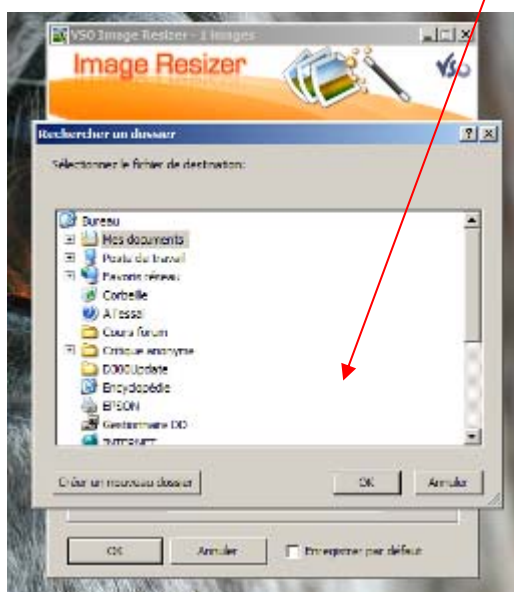 VSO Image Resizer - 1 images
Image Resizer
VSO
Rechercher un dossier
Sélectionnez le fichier de destination:
Bureau
Mes documents
Poste de travail
Favoris réseau
Corbeille
A l'essai
Cours forum
Critique anonyme
D300Update
Encyclopédie
EPSON
Gestionnaire DD
INTERNET
Créer un nouveau dossier
OK
Annuler
OK
Annuler
Enregistrer par défaut